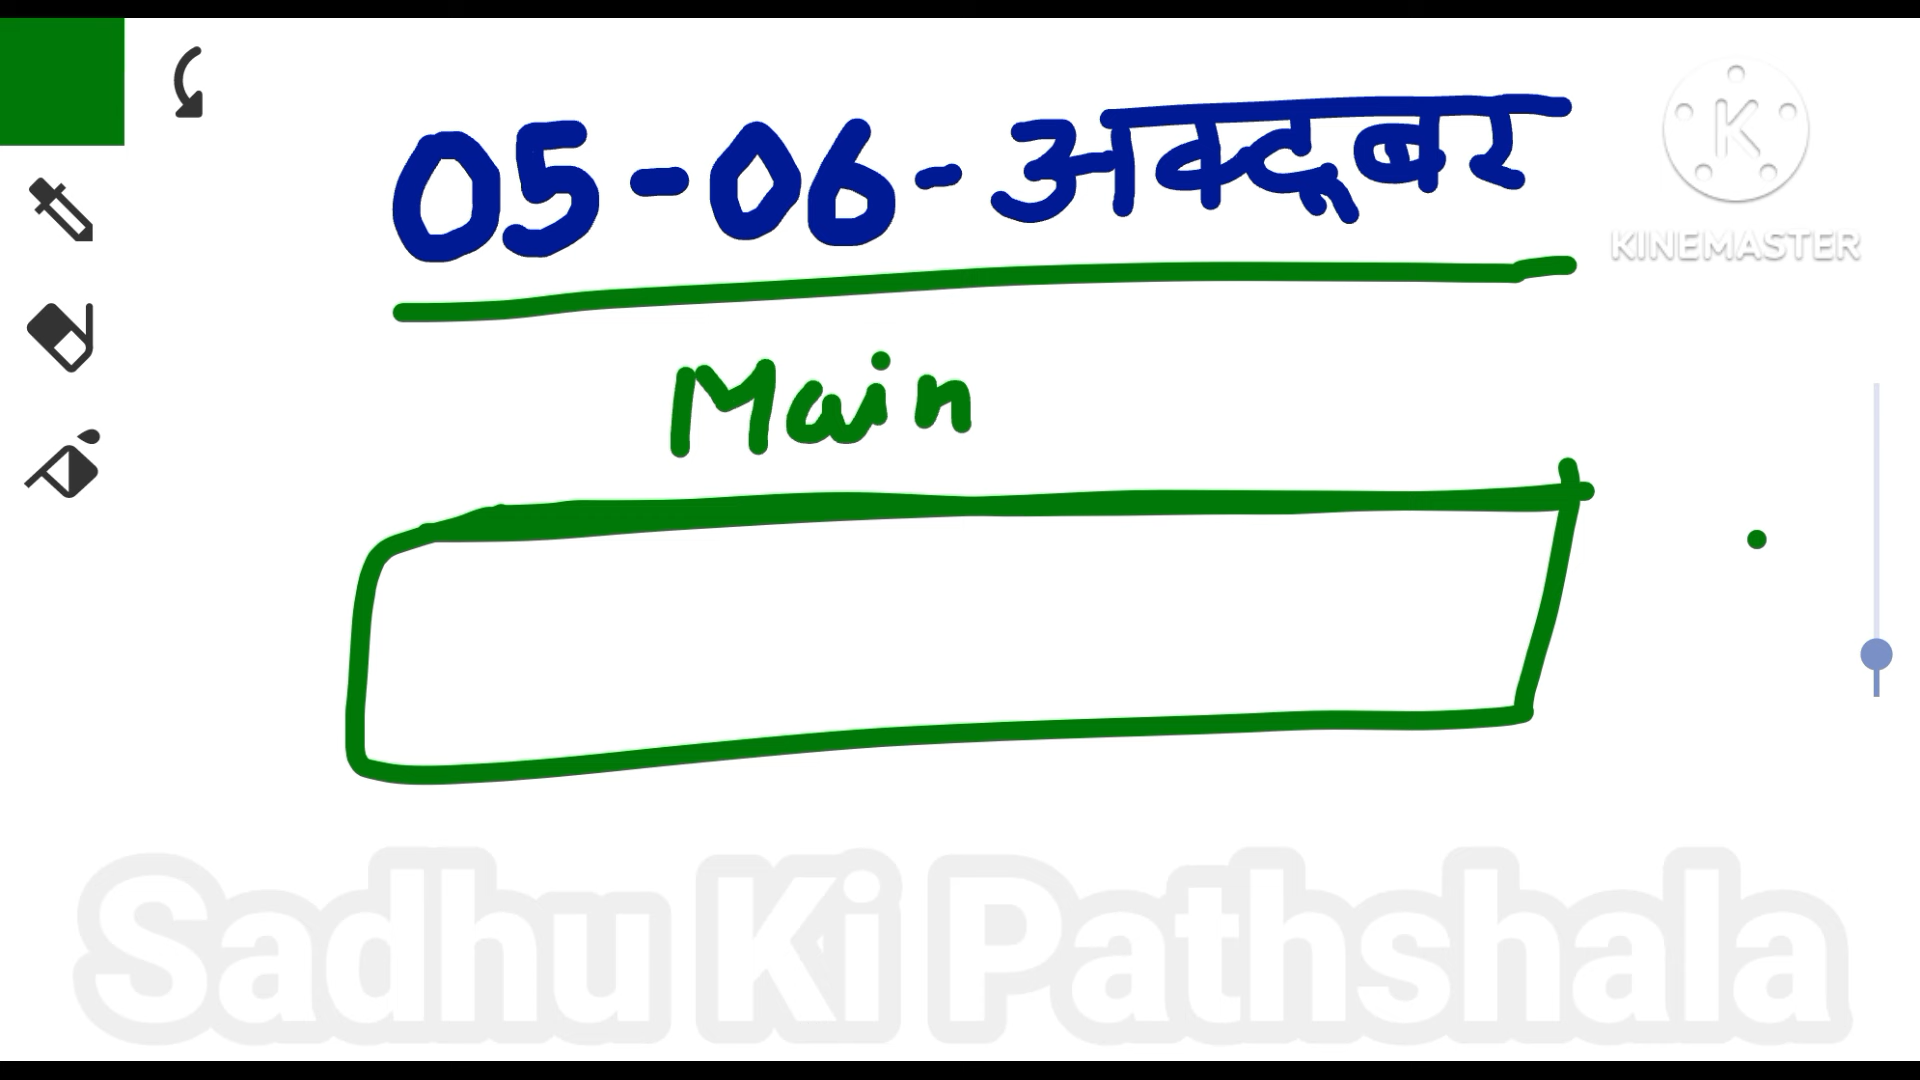 05-06-अक्टूबर
K
KINEMASTER
Main
Sadhu Ki Pathshala